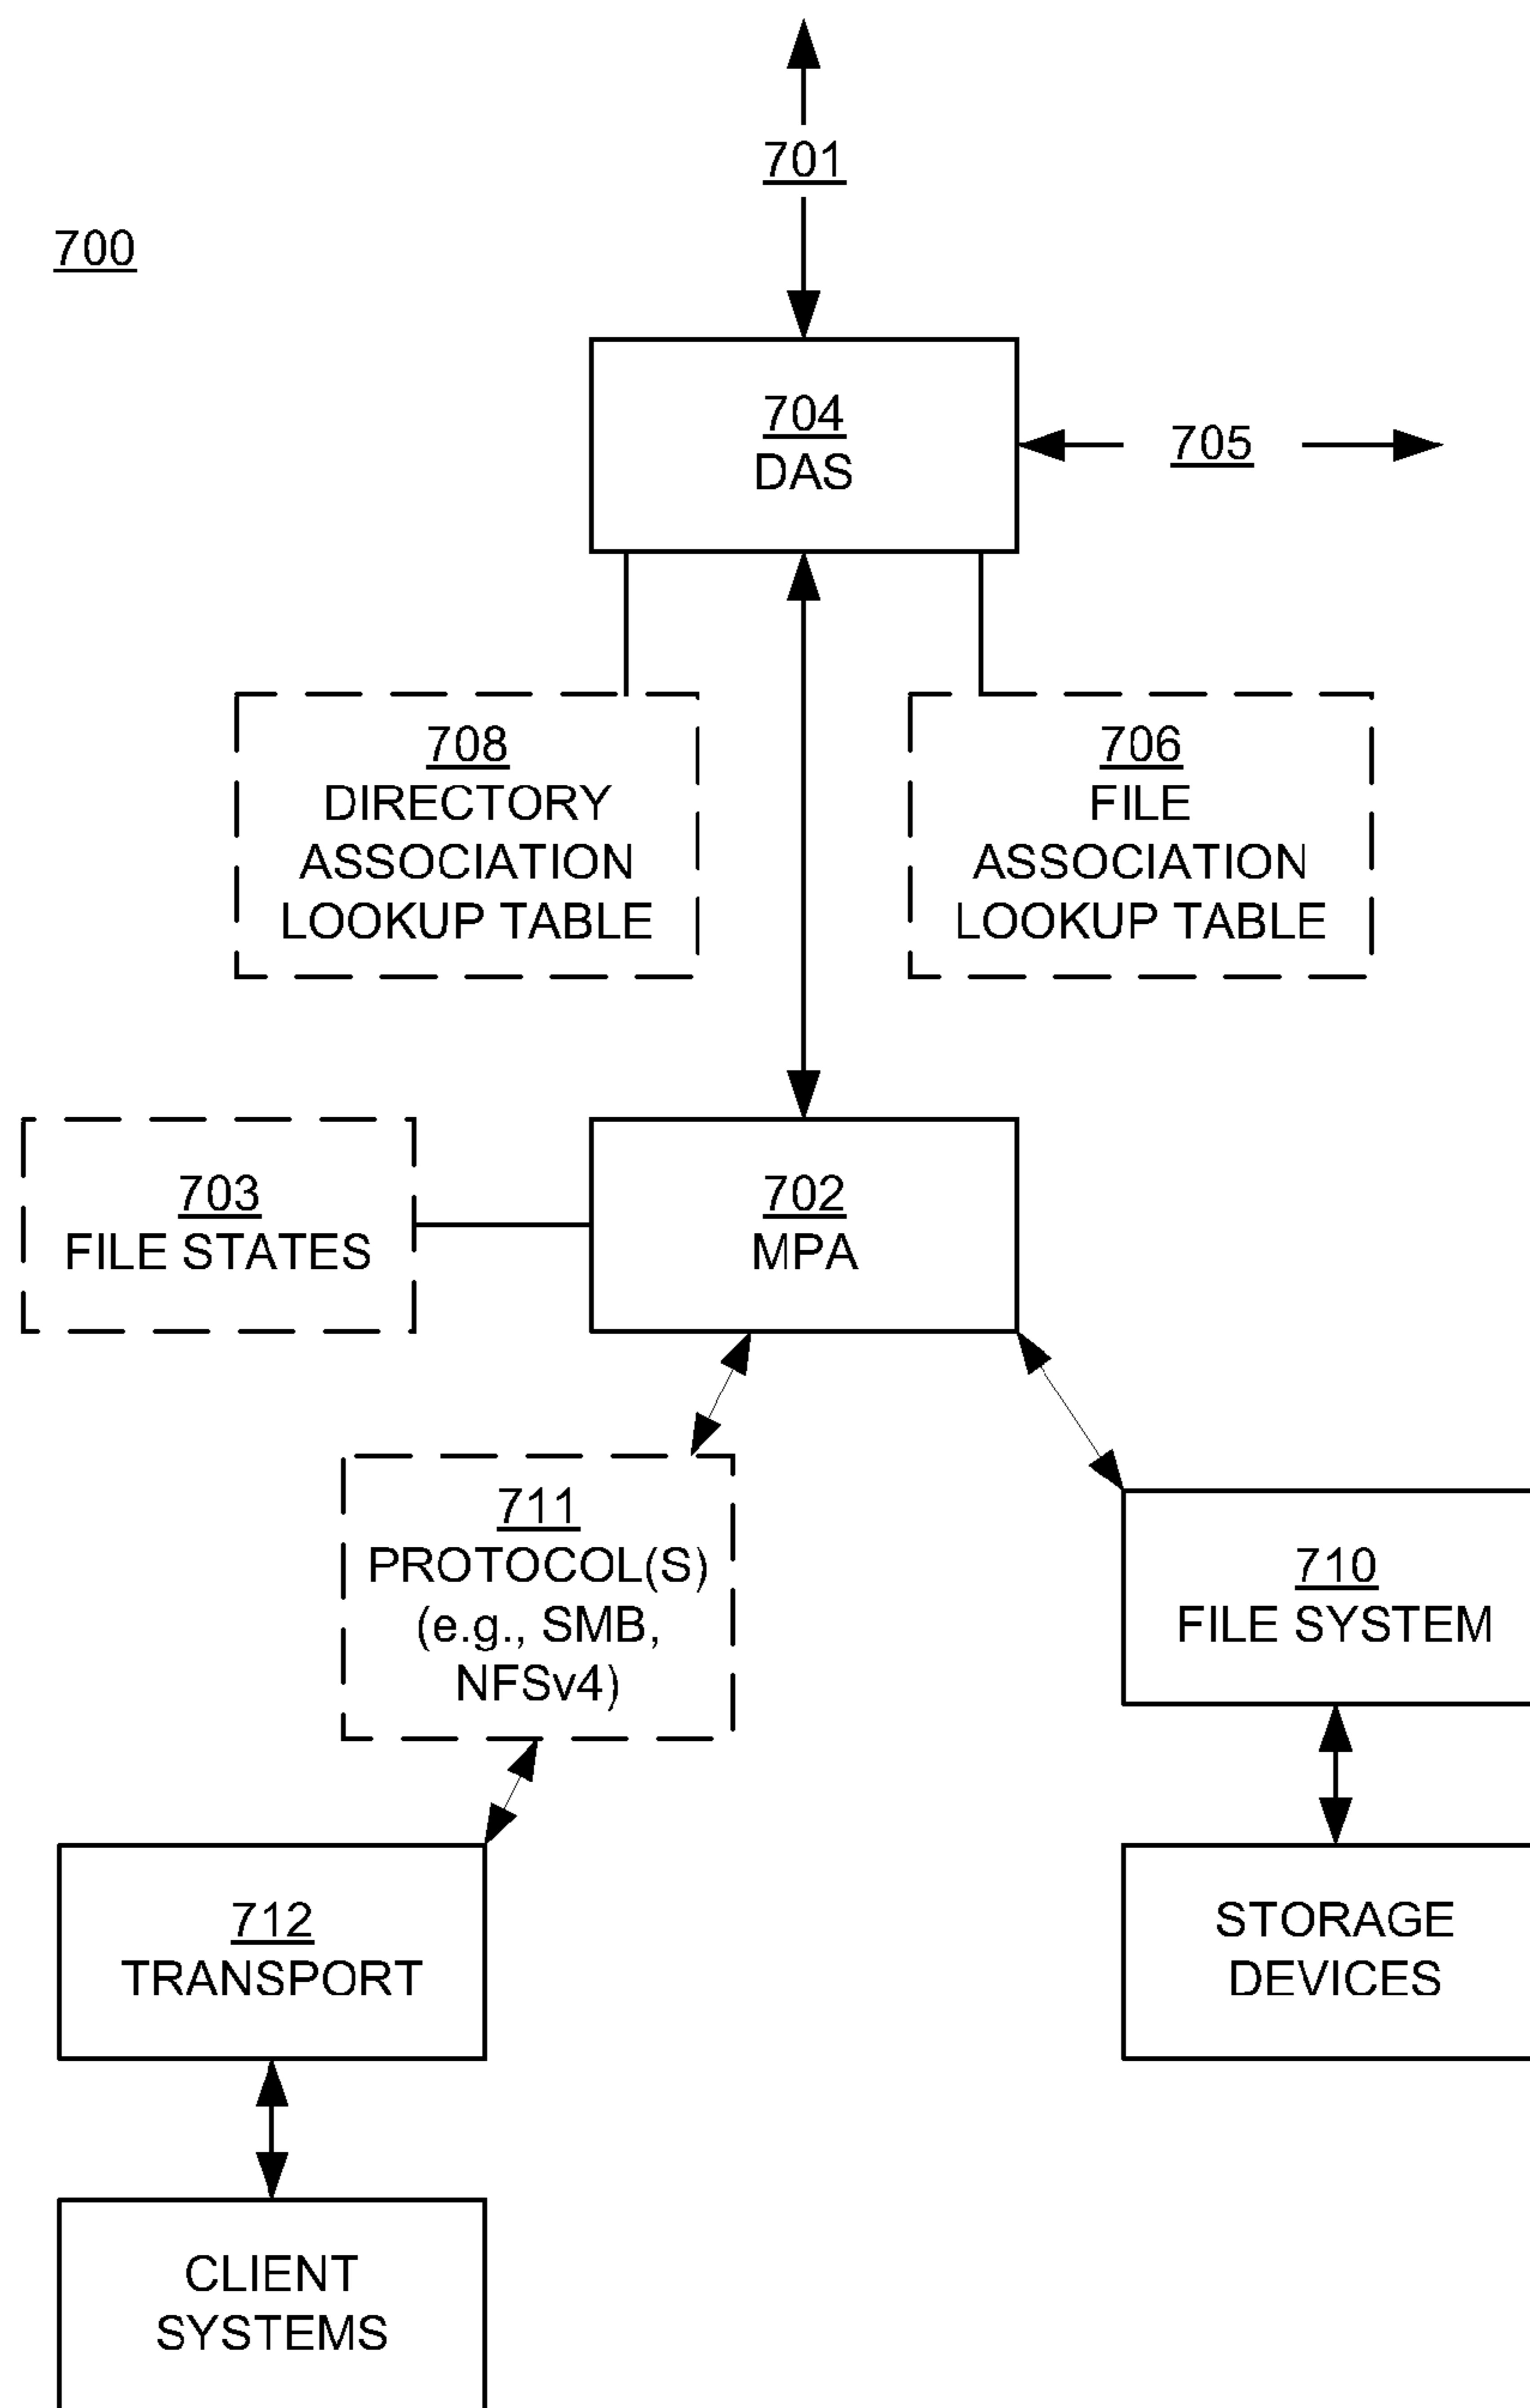 701
700
704
DAS
705
708
DIRECTORY
ASSOCIATION
LOOKUP TABLE
706
FILE
ASSOCIATION
LOOKUP TABLE
703
FILE STATES
702
MPA
711
PROTOCOL(S)
(e.g., SMB,
NFSv4)
710
FILE SYSTEM
712
TRANSPORT
STORAGE
DEVICES
CLIENT
SYSTEMS